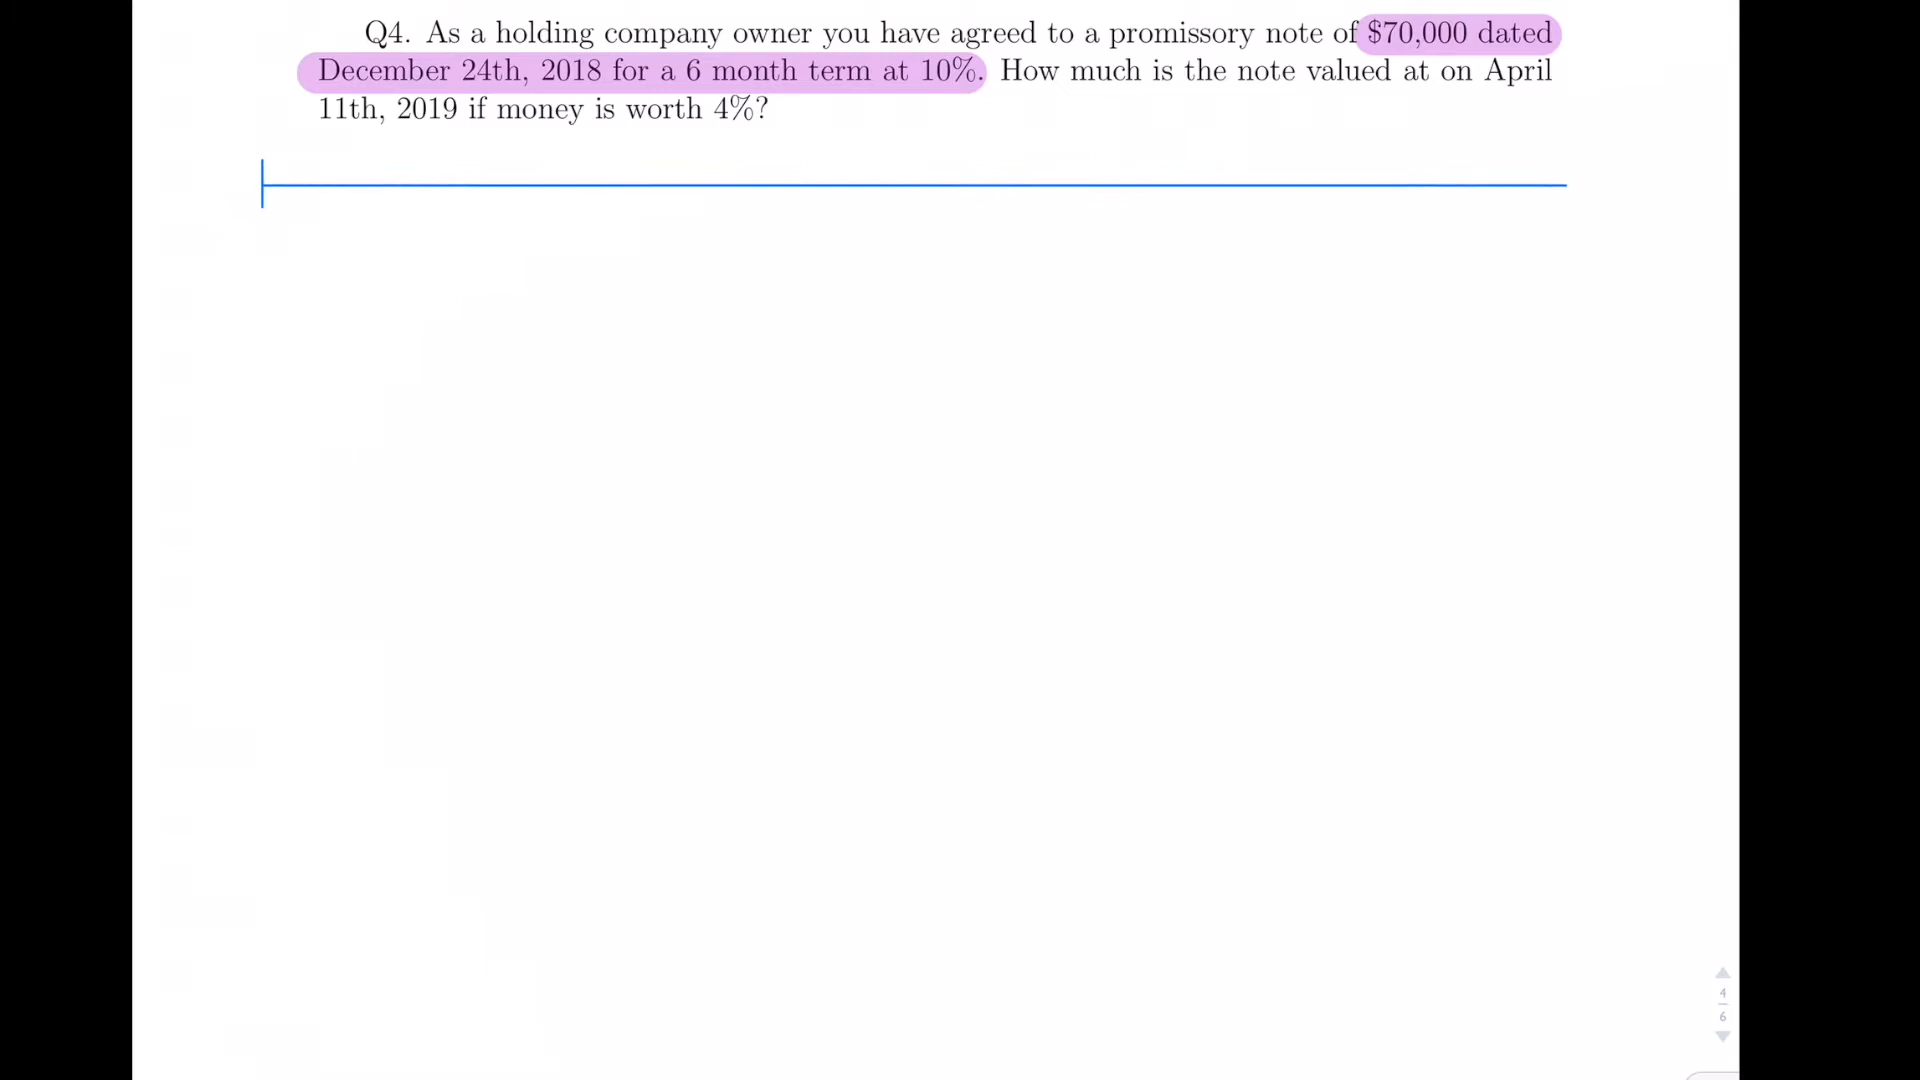 Q4. As a holding company owner you have agreed to a promissory note of $70,000 dated
December 24th, 2018 for a 6 month term at 10%. How much is the note valued at on April
11th, 2019 if money is worth 4%?
4
6